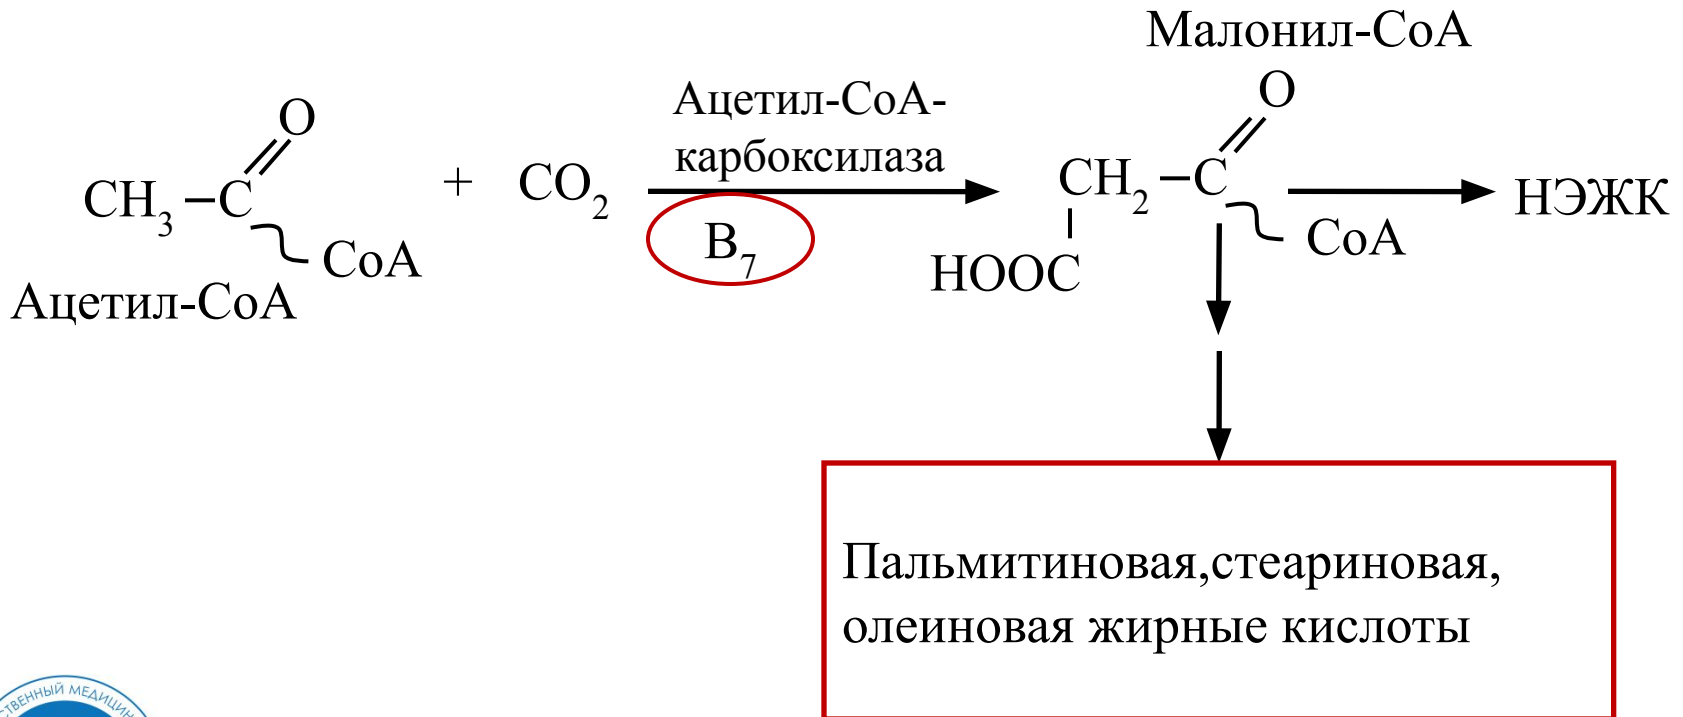 Малонил-CoA
O
Ацетил-CoA-
карбоксилаза
O
CH3 –C + CO2
CH2 –C
НЭЖК
B7
CoA
CoA
HOOC
Ацетил-CoA
Пальмитиновая,стеариновая,
олеиновая жирные кислоты